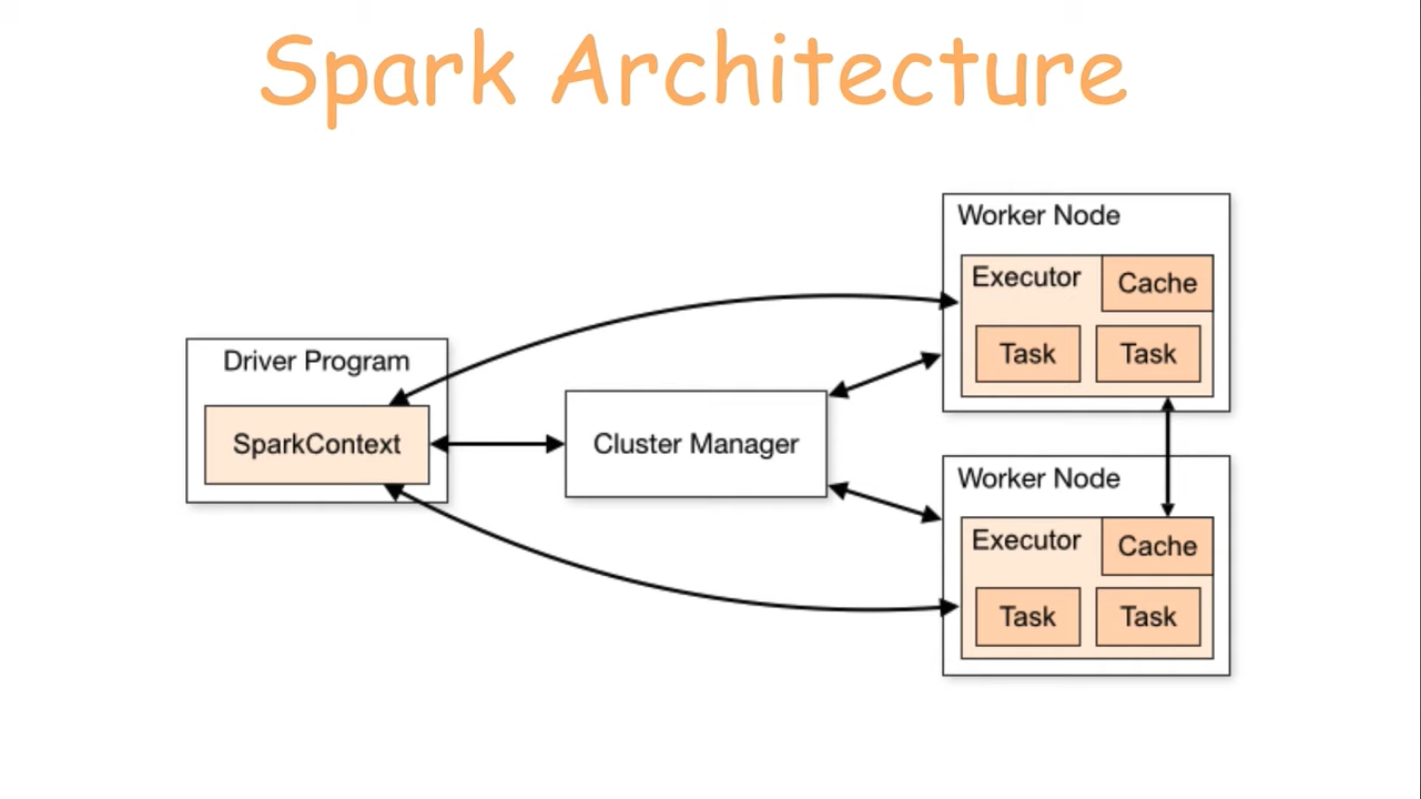 Spark Architecture
Driver Program
SparkContext
Cluster Manager
Worker Node
Executor
Cache
Task
Task
Worker Node
Executor
Cache
Task
Task